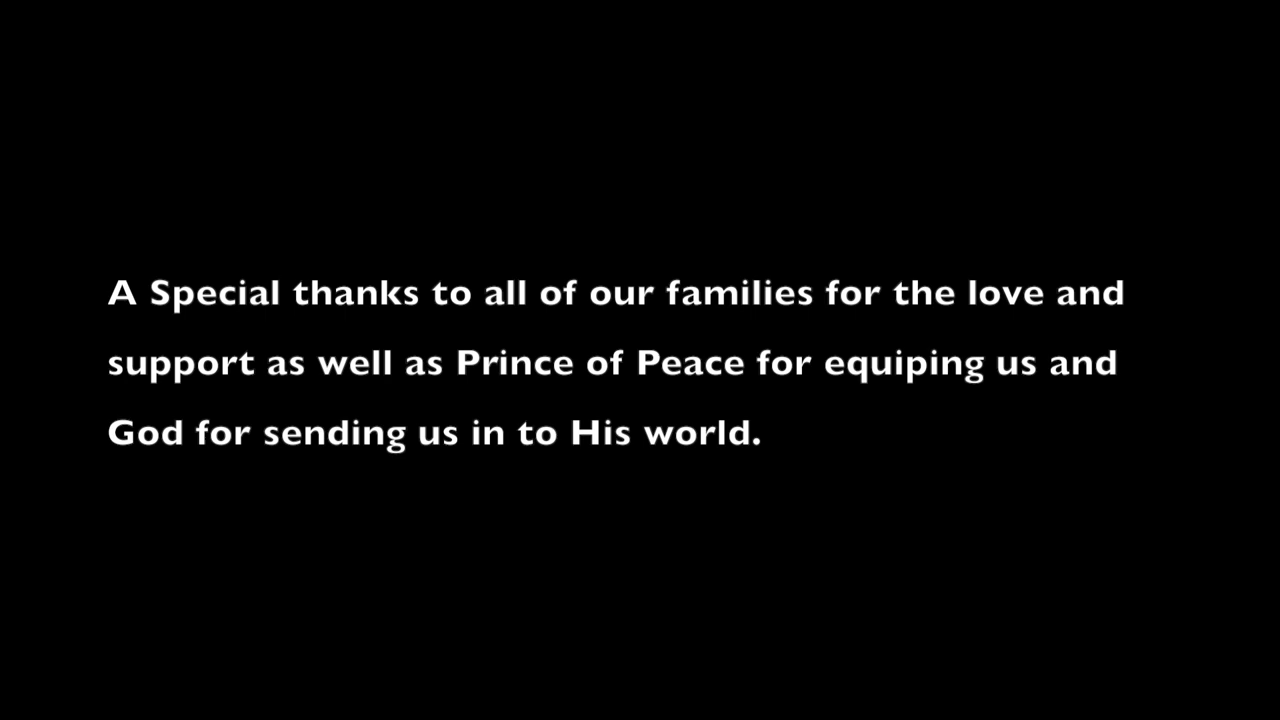 A Special thanks to all of our families for the love and
support as well as Prince of Peace for equiping us and
God for sending us in to His world.